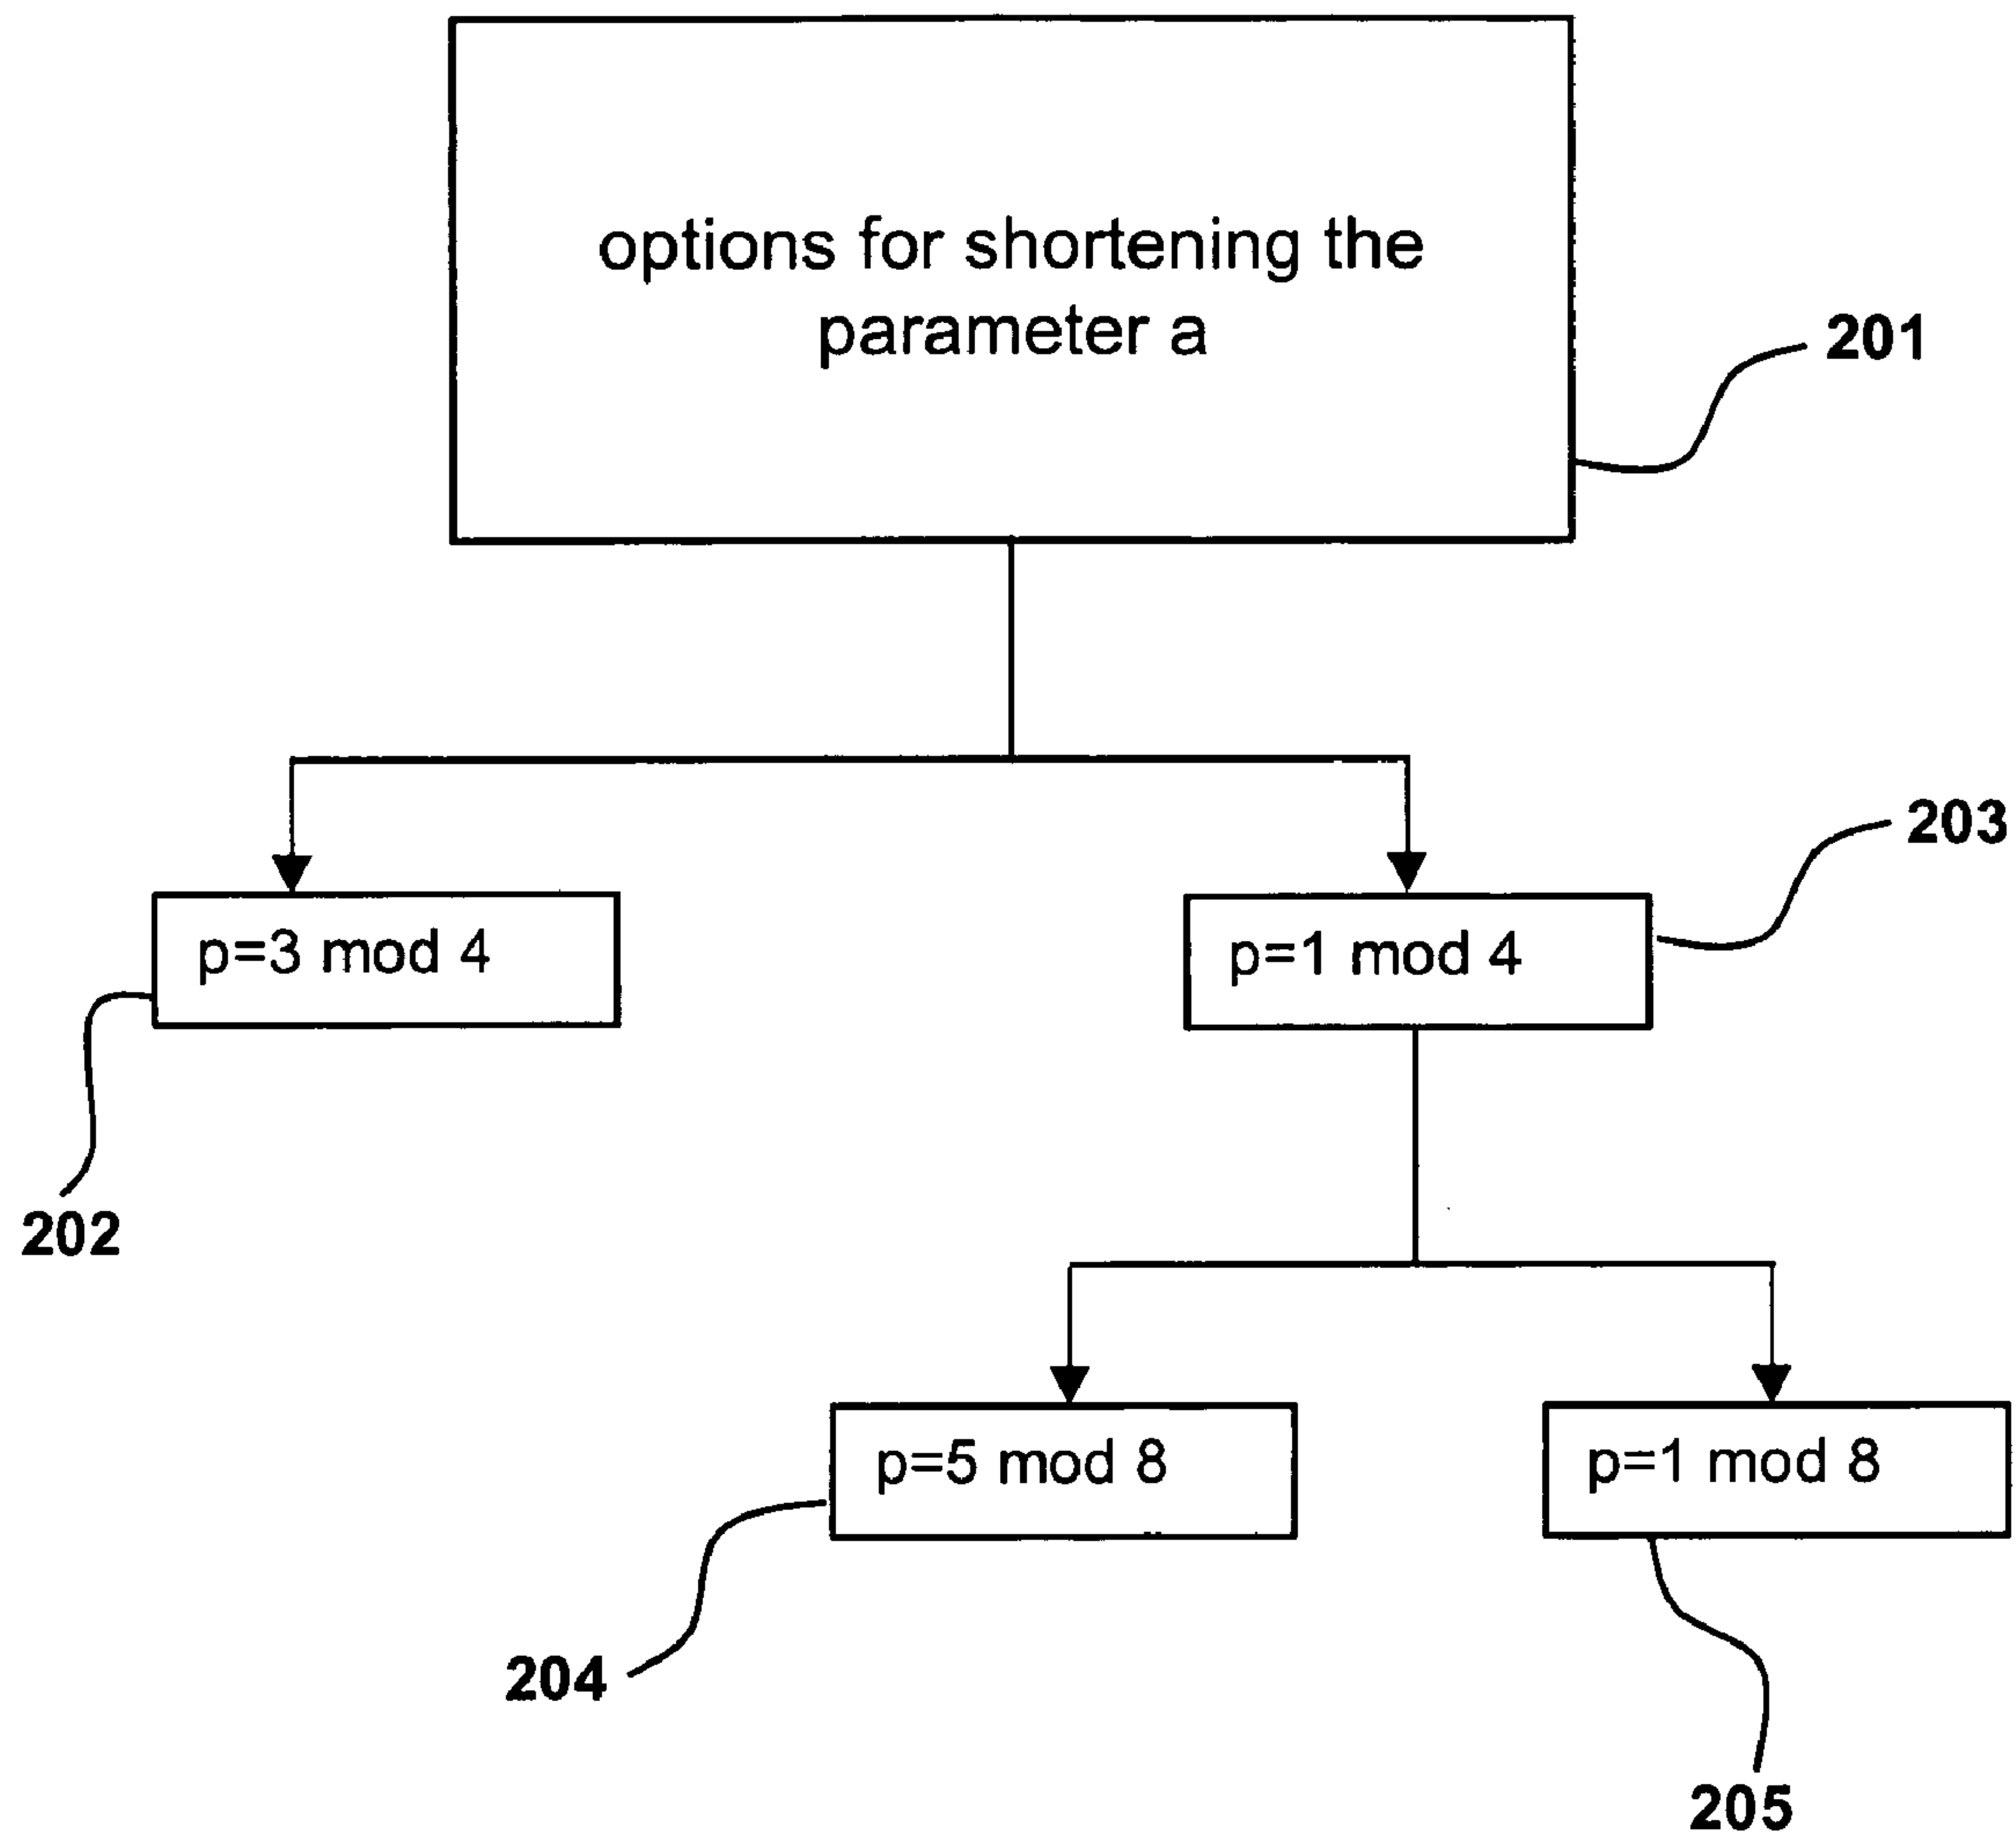 options for shortening the
parameter a
201
203
p=3 mod 4
p=1 mod 4
202
p=5 mod 8
p=1 mod 8
204
205